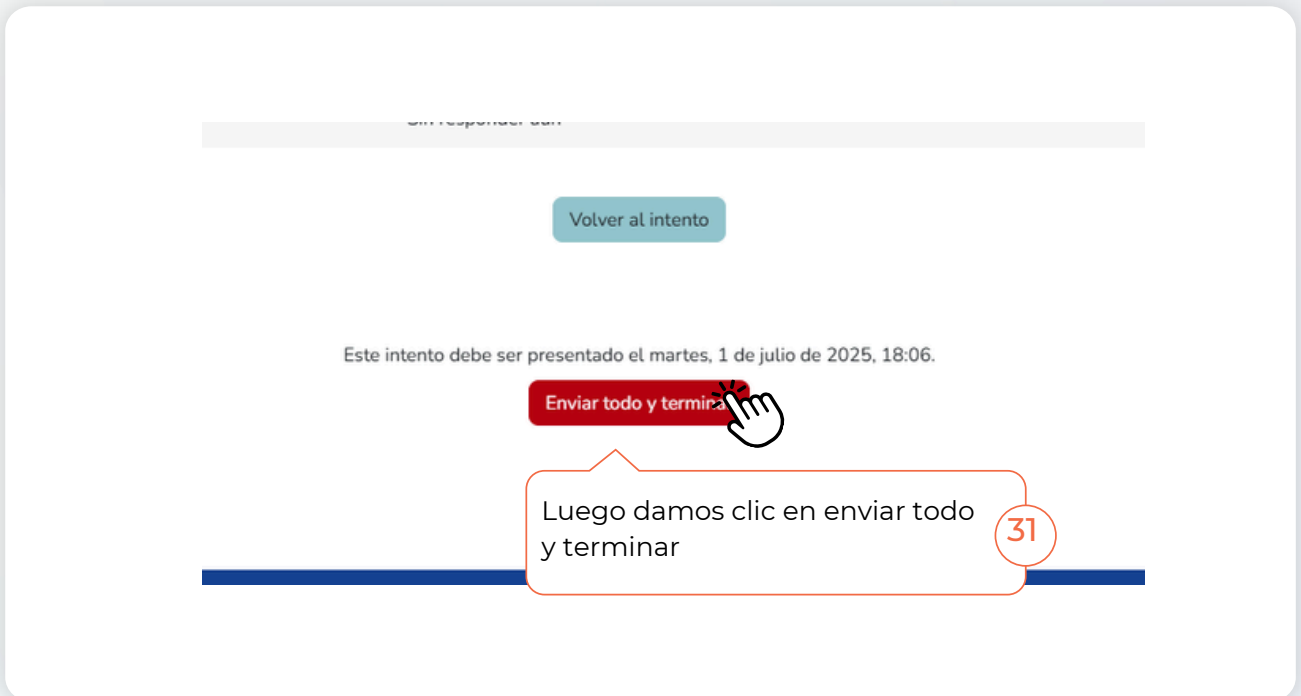 Volver al intento
Este intento debe ser presentado el martes, 1 de julio de 2025, 18:06.
Enviar todo y termina
Luego damos clic en enviar todo
y terminar
31